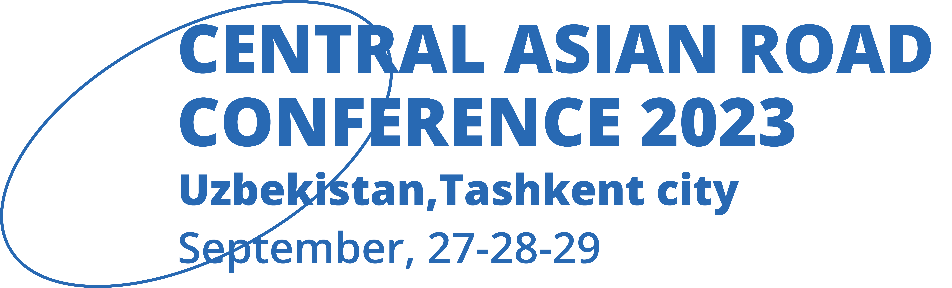 CENTRAL ASIAN ROAD
CONFERENCE 2023
Uzbekistan,Tashkent city
September, 27-28-29